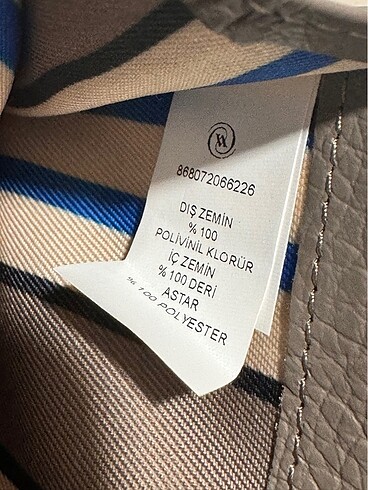 868072066226
DIŞ ZEMİN
% 100
POLİVİNİL KLORÜR
İÇ ZEMİN
% 100 DERİ
ASTAR
% 100 POLYESTER